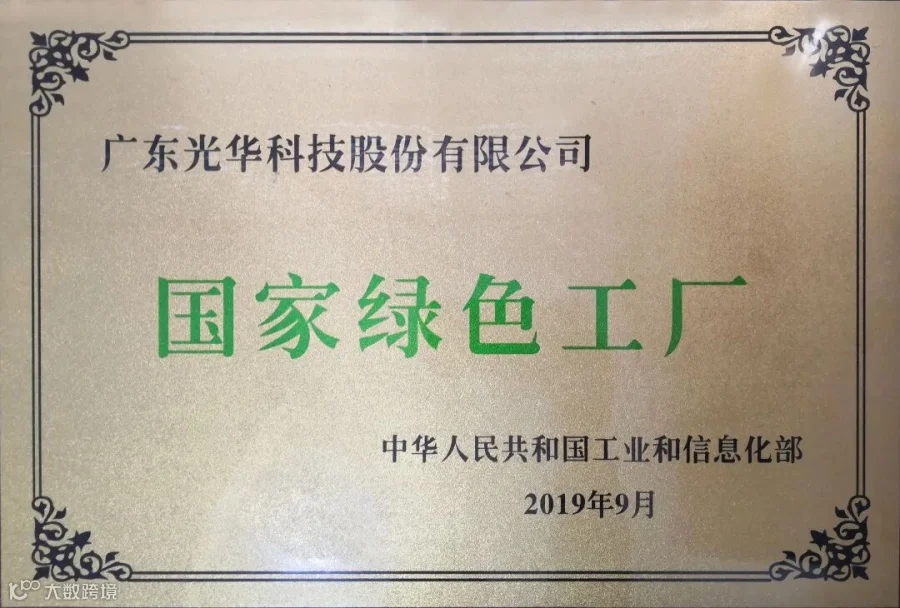 广东光华科技股份有限公司
国家绿色工厂
中华人民共和国工业和信息化部
2019年9月
大数跨境